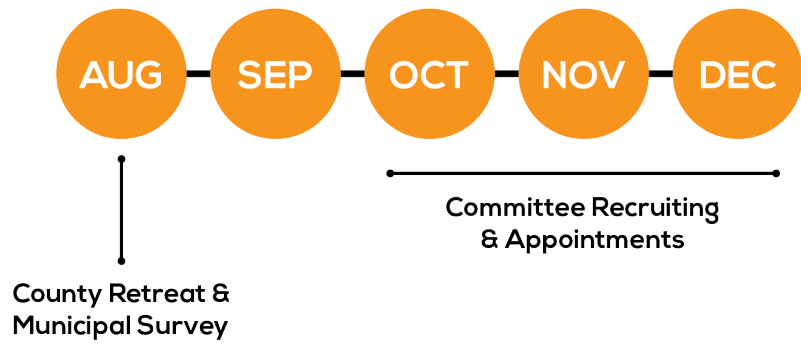 AUG SEP OCT NOV DEC
Committee Recruiting
& Appointments
County Retreat &
Municipal Survey